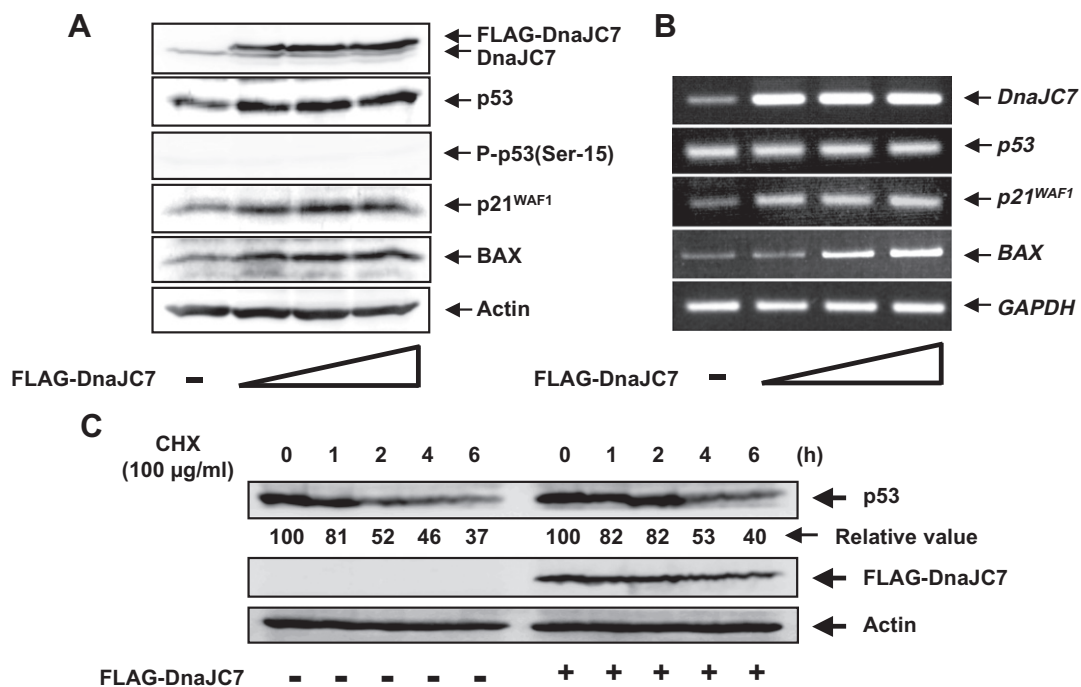 A
FLAG-DnaJC7
DnaJC7
p53
P-p53(Ser-15)
p21WAF1
BAX
Actin
FLAG-DnaJC7 –
B
DnaJC7
p53
p21WAF1
BAX
GAPDH
FLAG-DnaJC7 –
C
CHX
(100 µg/ml)
0 1 2 4 6 0 1 2 4 6 (h)
p53
100 81 52 46 37 100 82 82 53 40 Relative value
FLAG-DnaJC7
Actin
FLAG-DnaJC7 - - - - - + + + + +